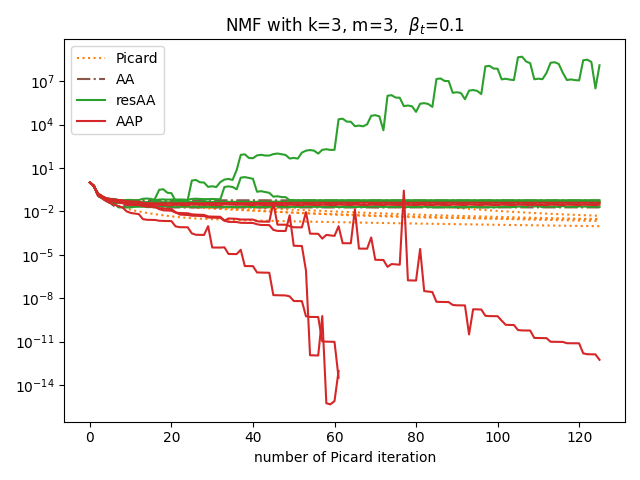 NMF with k=3, m=3, βt=0.1
Picard
AA
resAA
AAP
10^7
10^4
10^1
10^−2
10^−5
10^−8
10^−11
10^−14
0 20 40 60 80 100 120
number of Picard iteration